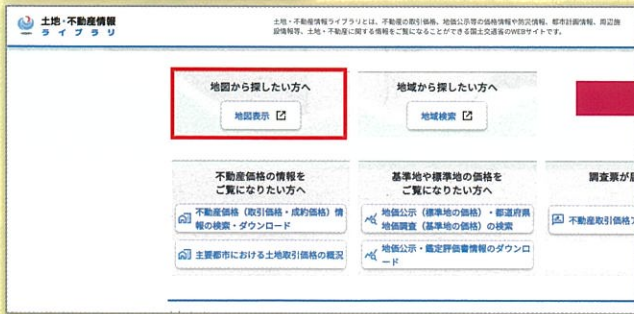 土地・不動産情報
ライブラリ
土地・不動産情報ライブラリとは、不動産の取引価格、地価公示等の価格情報や防災情報、都市計画情報、周辺施
設情報等、土地・不動産に関する情報をご覧になることができる国土交通省のWEBサイトです。
地図から探したい方へ
地図表示
地域から探したい方へ
地域検索
不動産価格の情報を
ご覧になりたい方へ
不動産価格（取引価格・成約価格）情
報の検索・ダウンロード
主要都市における土地取引価格の概況
基準地や標準地の価格を
ご覧になりたい方へ
地価公示（標準地の価格）・都道府県
地価調査（基準地の価格）の検索
地価公示・鑑定評価書情報のダウンロ
ード
調査票が
不動産取引価格